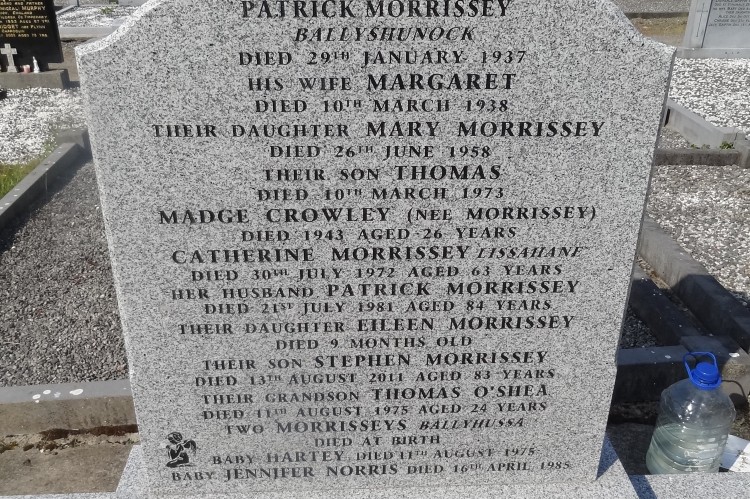 PATRICK MORRISSEY
BALLYSHUNOCK
DIED 29TH JANUARY 1937
HIS WIFE MARGARET
DIED 10TH MARCH 1938
THEIR DAUGHTER MARY MORRISSEY
DIED 26TH JUNE 1958
THEIR SON THOMAS
DIED 10TH MARCH 1973
MADGE CROWLEY (NEE MORRISSEY)
DIED 1943 AGED 26 YEARS
CATHERINE MORRISSEY LISSAHANE
DIED 30TH JULY 1972 AGED 63 YEARS
HER HUSBAND PATRICK MORRISSEY
DIED 21ST JULY 1981 AGED 84 YEARS
THEIR DAUGHTER EILEEN MORRISSEY
DIED 9 MONTHS OLD
THEIR SON STEPHEN MORRISSEY
DIED 13TH AUGUST 2011 AGED 83 YEARS
THEIR GRANDSON THOMAS O'SHEA
DIED 11TH AUGUST 1975 AGED 24 YEARS
TWO MORRISSEYS BALLYHUSSA
DIED AT BIRTH
BABY HARTEY, DIED 11TH AUGUST 1975
BABY JENNIFER NORRIS DIED 16TH APRIL 1985
MURPHY